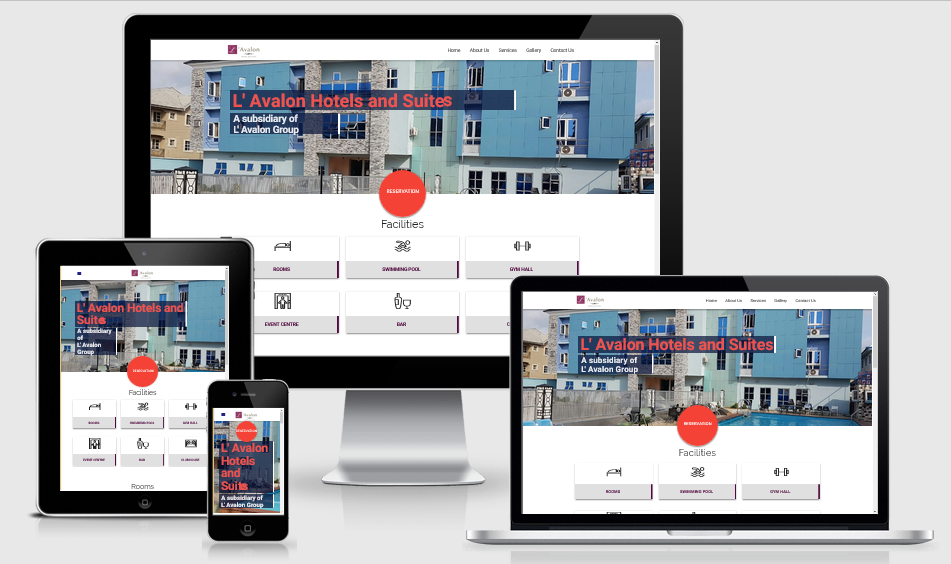 L'Avalon
Home About Us Services Gallery Contact Us
L' Avalon Hotels and Suites
A subsidiary of
L' Avalon Group
RESERVATION
Facilities
ROOMS SWIMMING POOL GYM HALL
EVENT CENTRE BAR C
Avalon
L' Avalon Hotels and
Suites
A subsidiary
of
L' Avalon
Group
RESERVATION
Facilities
ROOMS SWIMMING POOL GYM HALL
EVENT CENTRE BAR
Rooms
Avalon
RESERVATION
L' Avalon
Hotels
and
Suites
A subsidiary of
L' Avalon Group
Avalon
Home About Us Services Gallery Contact Us
L' Avalon Hotels and Suites
A subsidiary of
L' Avalon Group
RESERVATION
Facilities
ROOMS SWIMMING POOL GYM HALL